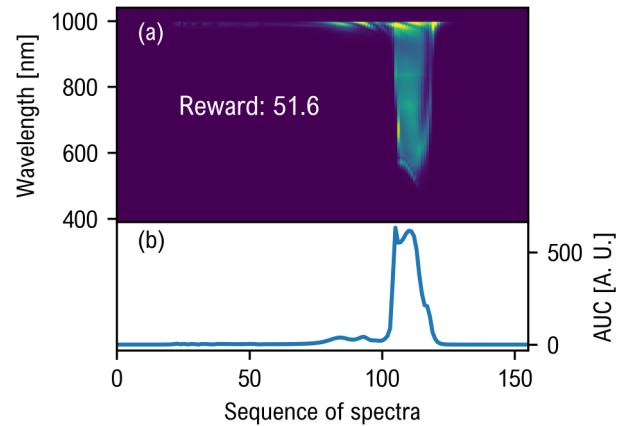 Wavelength [nm]
1000
800
600
400
(a)
Reward: 51.6
(b)
500
0
AUC [A. U.]
0
50
100
150
Sequence of spectra